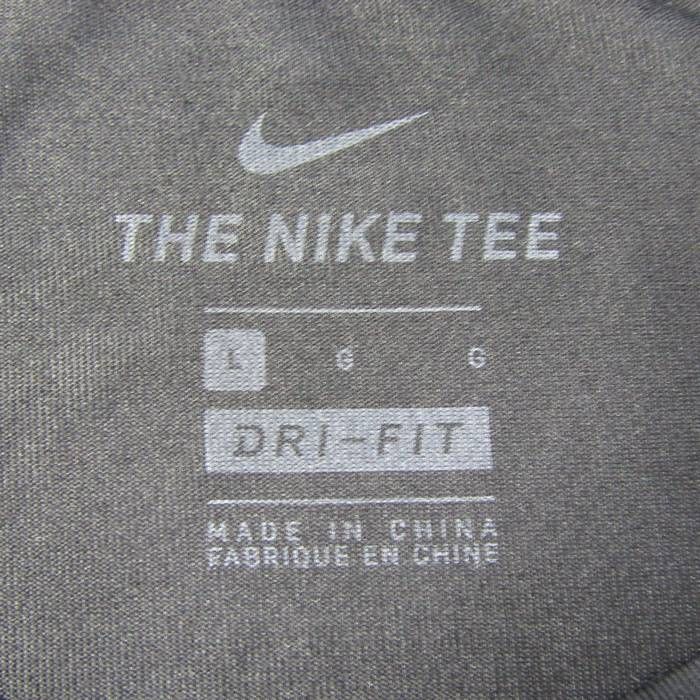 THE NIKE TEE
L G G
DRI-FIT
MADE IN CHINA
FABRIQUE EN CHINE